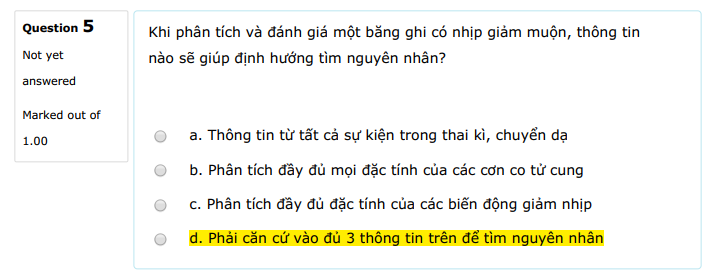 Question 5
Not yet
answered
Marked out of
1.00
Khi phân tích và đánh giá một băng ghi có nhịp giảm muộn, thông tin
nào sẽ giúp định hướng tìm nguyên nhân?
a. Thông tin từ tất cả sự kiện trong thai kì, chuyển dạ
b. Phân tích đầy đủ mọi đặc tính của các cơn co tử cung
c. Phân tích đầy đủ đặc tính của các biến động giảm nhịp
d. Phải căn cứ vào đủ 3 thông tin trên để tìm nguyên nhân